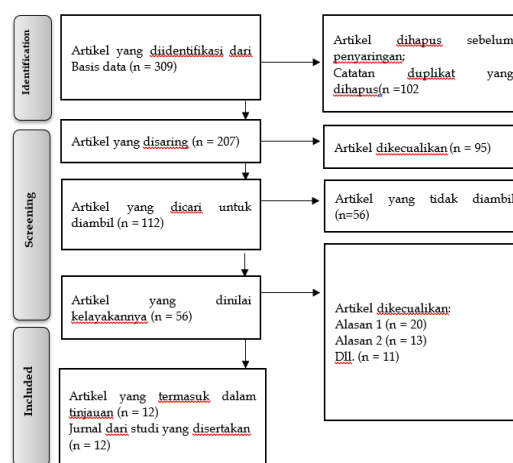 Identification
Artikel yang diidentifikasi dari
Basis data (n = 309)
Artikel dihapus sebelum
penyaringan;
Catatan duplikat yang
dihapus(n =102
Screening
Artikel yang disaring (n = 207)
Artikel dikecualikan (n = 95)
Artikel yang dicari untuk
diambil (n = 112)
Artikel yang tidak diambil
(n=56)
Artikel yang dinilai
kelayakannya (n = 56)
Artikel dikecualikan:
Alasan 1 (n = 20)
Alasan 2 (n = 13)
Dll. (n = 11)
Included
Artikel yang termasuk dalam
tinjauan (n = 12)
Jurnal dari studi yang disertakan
(n = 12)